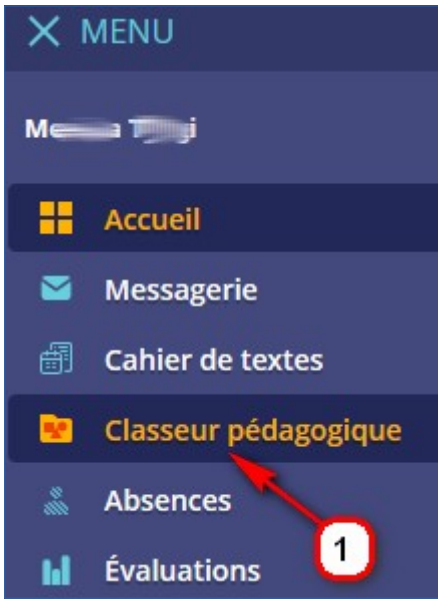 MENU
Accueil
Messagerie
Cahier de textes
Classeur pédagogique
Absences
1
Évaluations